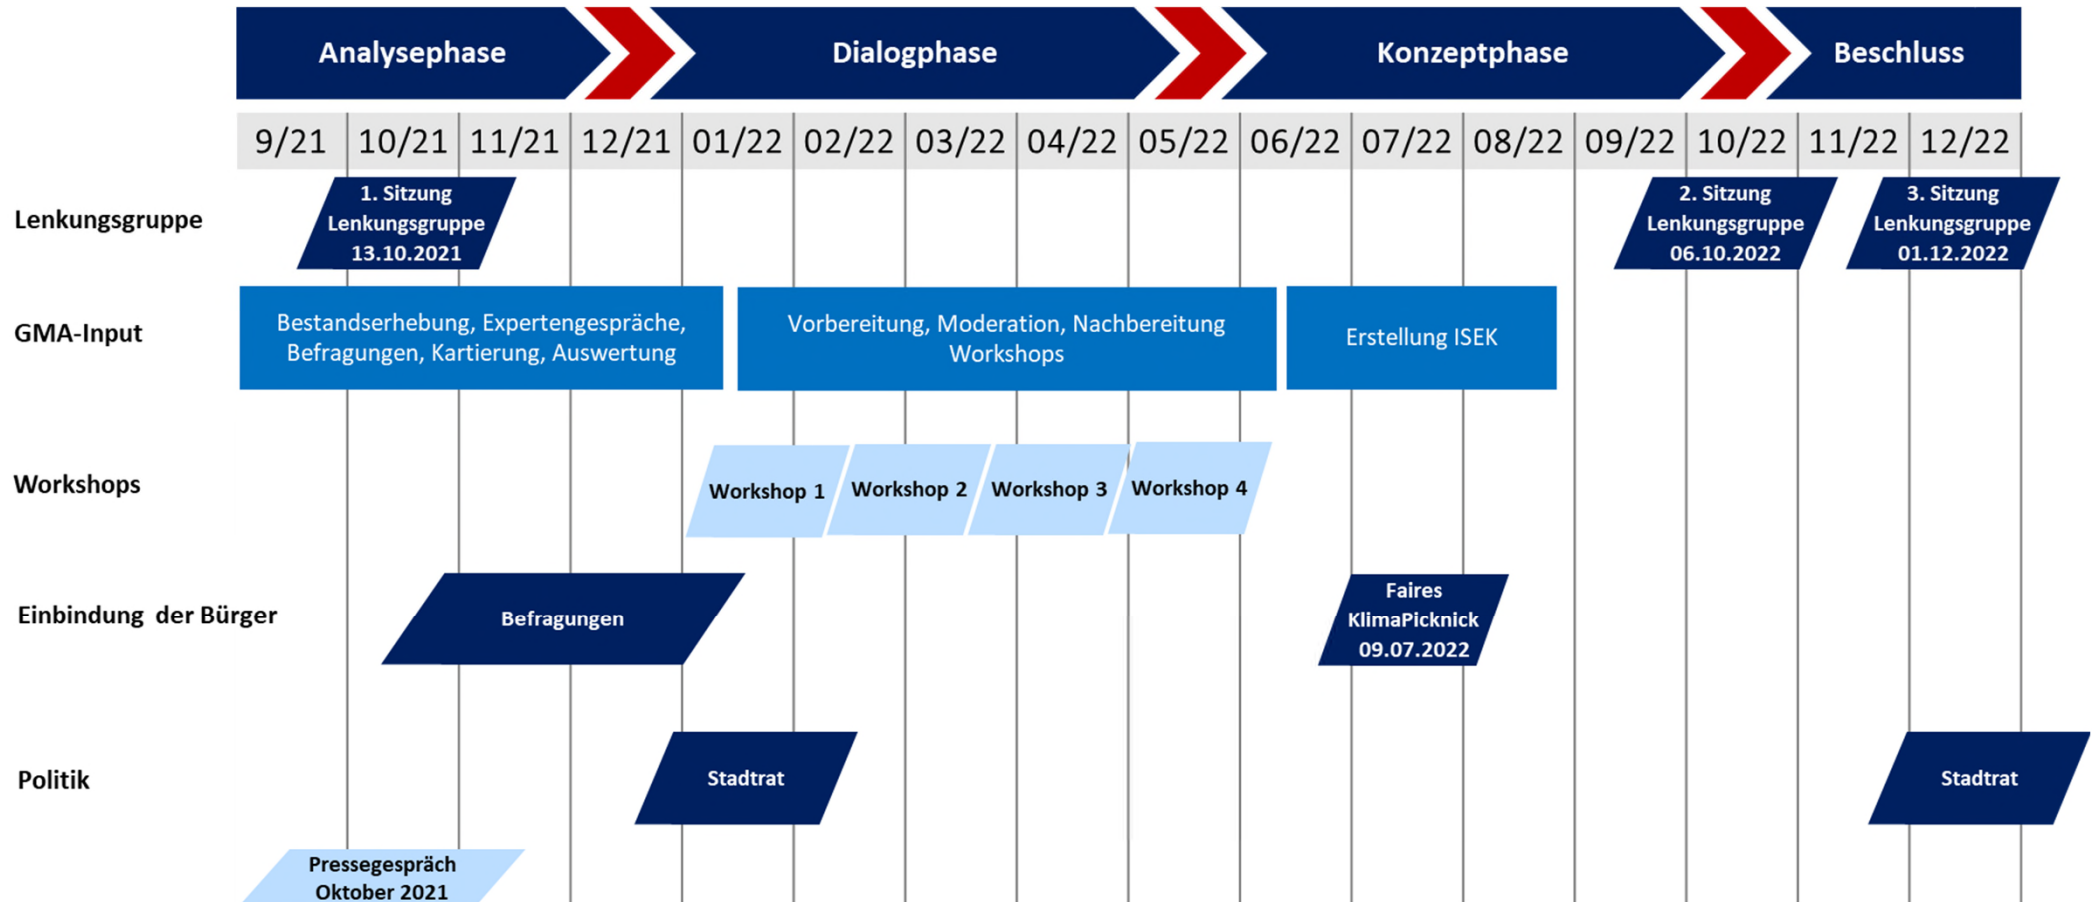 Analysephase
Dialogphase
Konzeptphase
Beschluss
9/21
10/21
11/21
12/21
01/22
02/22
03/22
04/22
05/22
06/22
07/22
08/22
09/22
10/22
11/22
12/22
Lenkungsgruppe
1. Sitzung
Lenkungsgruppe
13.10.2021
2. Sitzung
Lenkungsgruppe
06.10.2022
3. Sitzung
Lenkungsgruppe
01.12.2022
GMA-Input
Bestandserhebung, Expertengespräche,
Befragungen, Kartierung, Auswertung
Vorbereitung, Moderation, Nachbereitung
Workshops
Erstellung ISEK
Workshops
Workshop 1
Workshop 2
Workshop 3
Workshop 4
Einbindung der Bürger
Befragungen
Faires
KlimaPicknick
09.07.2022
Politik
Stadtrat
Stadtrat
Pressegespräch
Oktober 2021